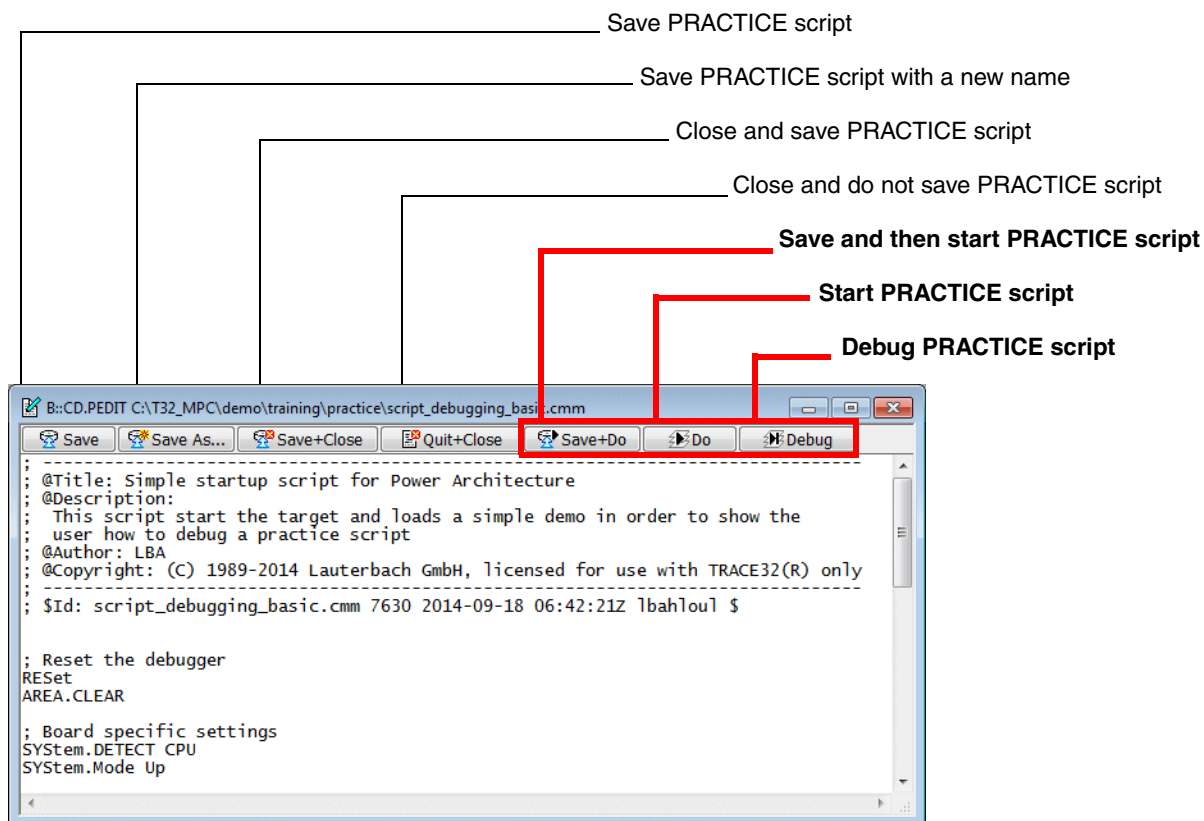 Save PRACTICE script
Save PRACTICE script with a new name
Close and save PRACTICE script
Close and do not save PRACTICE script
Save and then start PRACTICE script
Start PRACTICE script
Debug PRACTICE script
B::CD.PEDIT C:\T32_MPC\demo\training\practice\script_debugging_basic.cmm
Save Save As... Save+Close Quit+Close Save+Do Do Debug
; ---------------------------------------------------------------------------
; @Title: Simple startup script for Power Architecture
; @Description:
;  This script start the target and loads a simple demo in order to show the
;  user how to debug a practice script
; @Author: LBA
; @Copyright: (C) 1989-2014 Lauterbach GmbH, licensed for use with TRACE32(R) only
; ---------------------------------------------------------------------------
; $Id: script_debugging_basic.cmm 7630 2014-09-18 06:42:21Z lbahloul $
; Reset the debugger
RESet
AREA.CLEAR
; Board specific settings
SYStem.DETECT CPU
SYStem.Mode Up